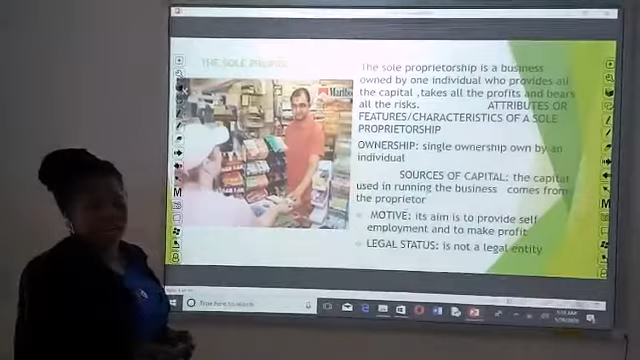 THE SOLE PROPRI
Marlbo
The sole proprietorship is a business
owned by one individual who provides all
the capital ,takes all the profits and bears
all the risks. ATTRIBUTES OR
FEATURES/CHARACTERISTICS OF A SOLE
PROPRIETORSHIP
OWNERSHIP: single ownership own by an
individual
SOURCES OF CAPITAL: the capital
used in running the business comes from
the proprietor
MOTIVE: its aim is to provide self
employment and to make profit
LEGAL STATUS: is not a legal entity
Type here to search